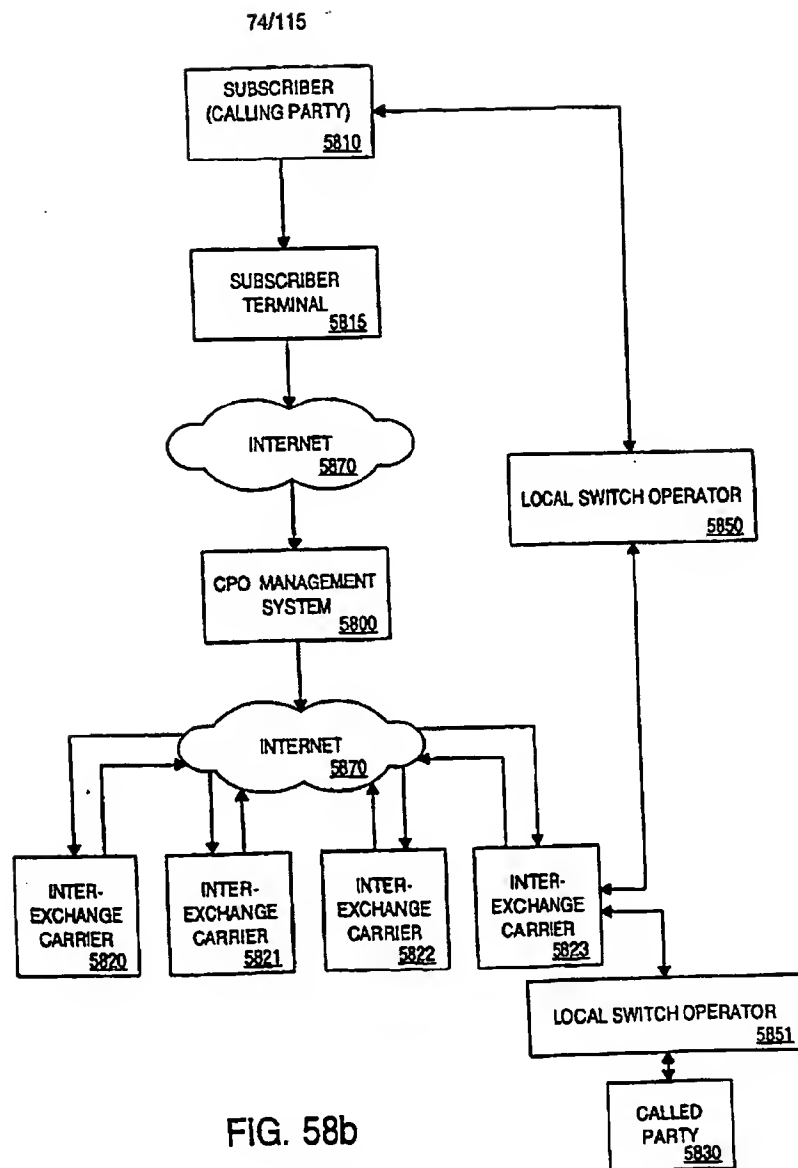 74/115
SUBSCRIBER
(CALLING PARTY)
5810
SUBSCRIBER
TERMINAL
5815
INTERNET
5870
LOCAL SWITCH OPERATOR
5850
CPO MANAGEMENT
SYSTEM
5800
INTERNET
5870
INTER-
EXCHANGE
CARRIER
5820
INTER-
EXCHANGE
CARRIER
5821
INTER-
EXCHANGE
CARRIER
5822
INTER-
EXCHANGE
CARRIER
5823
LOCAL SWITCH OPERATOR
5851
CALLED
PARTY
5830
FIG. 58b